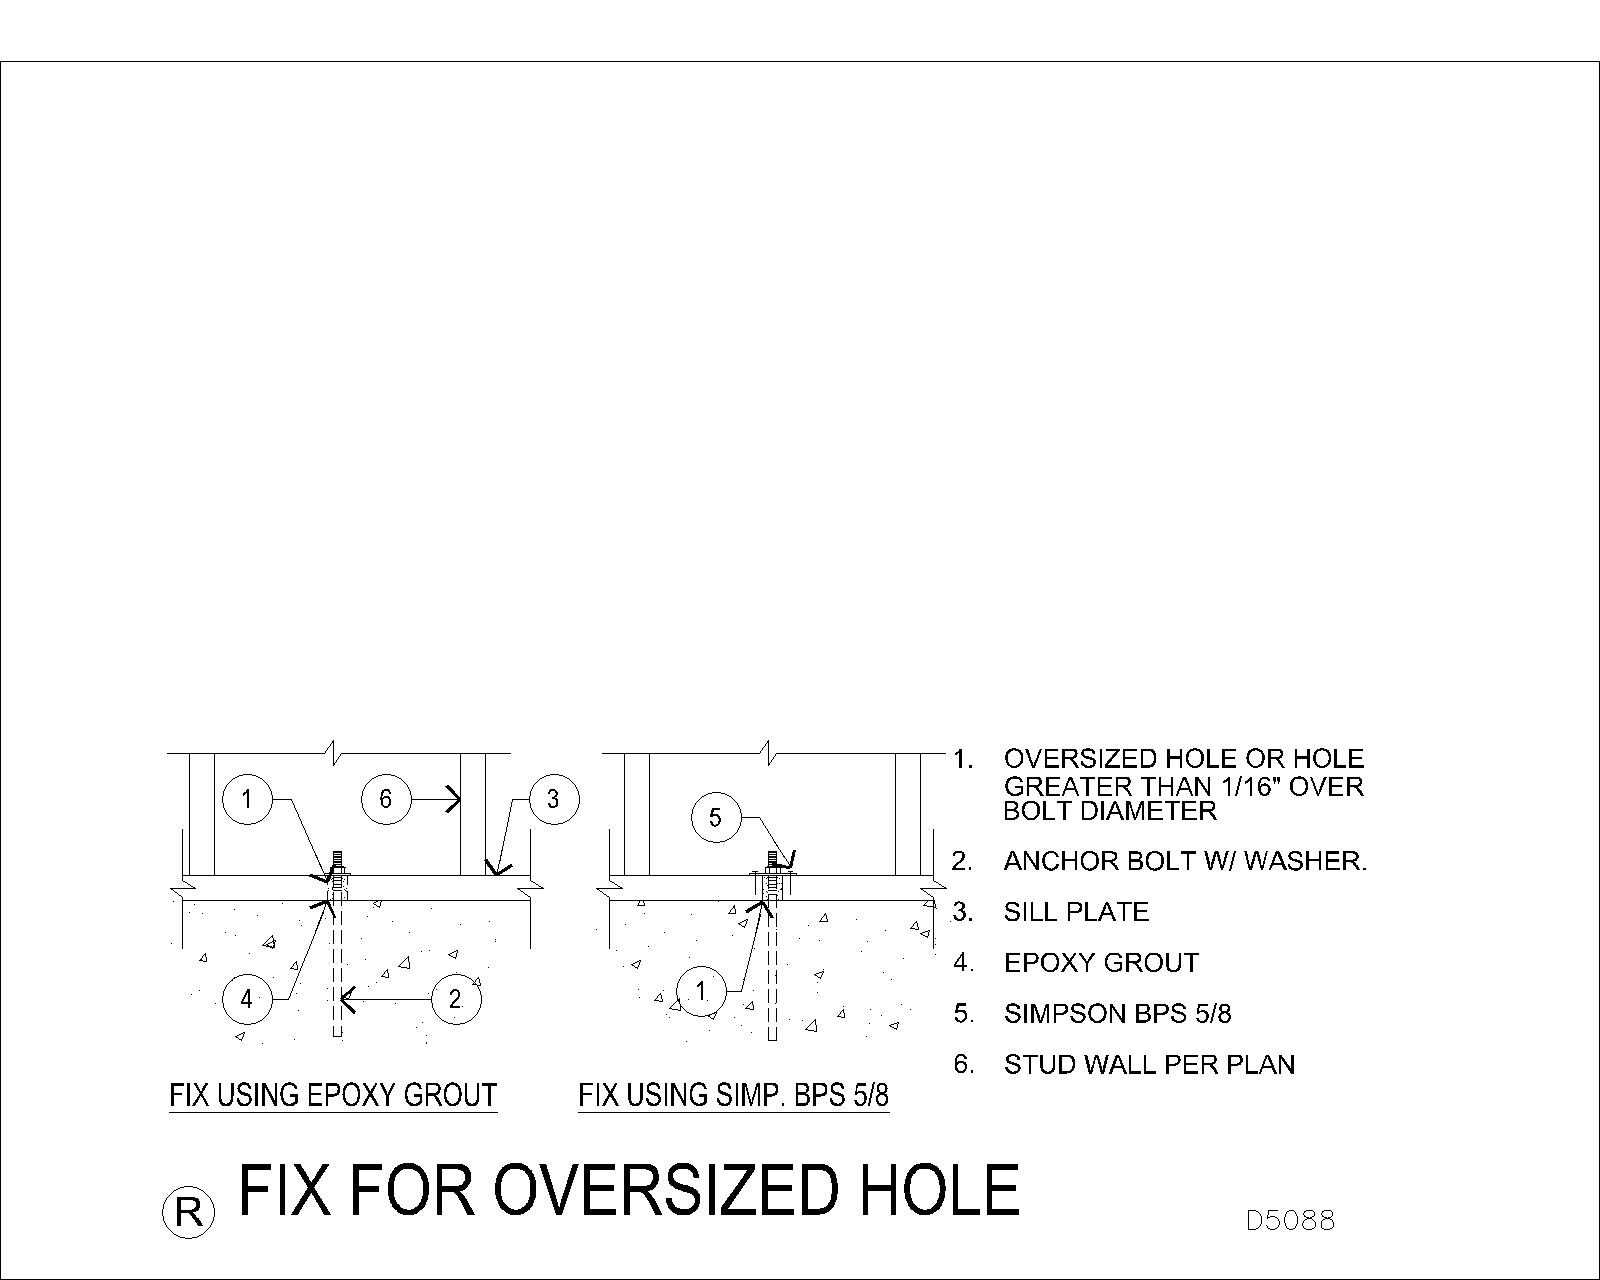 1
6
3
5
4
2
1
1. OVERSIZED HOLE OR HOLE
GREATER THAN 1/16" OVER
BOLT DIAMETER
2. ANCHOR BOLT W/ WASHER.
3. SILL PLATE
4. EPOXY GROUT
5. SIMPSON BPS 5/8
6. STUD WALL PER PLAN
FIX USING EPOXY GROUT
FIX USING SIMP. BPS 5/8
R FIX FOR OVERSIZED HOLE
D5088